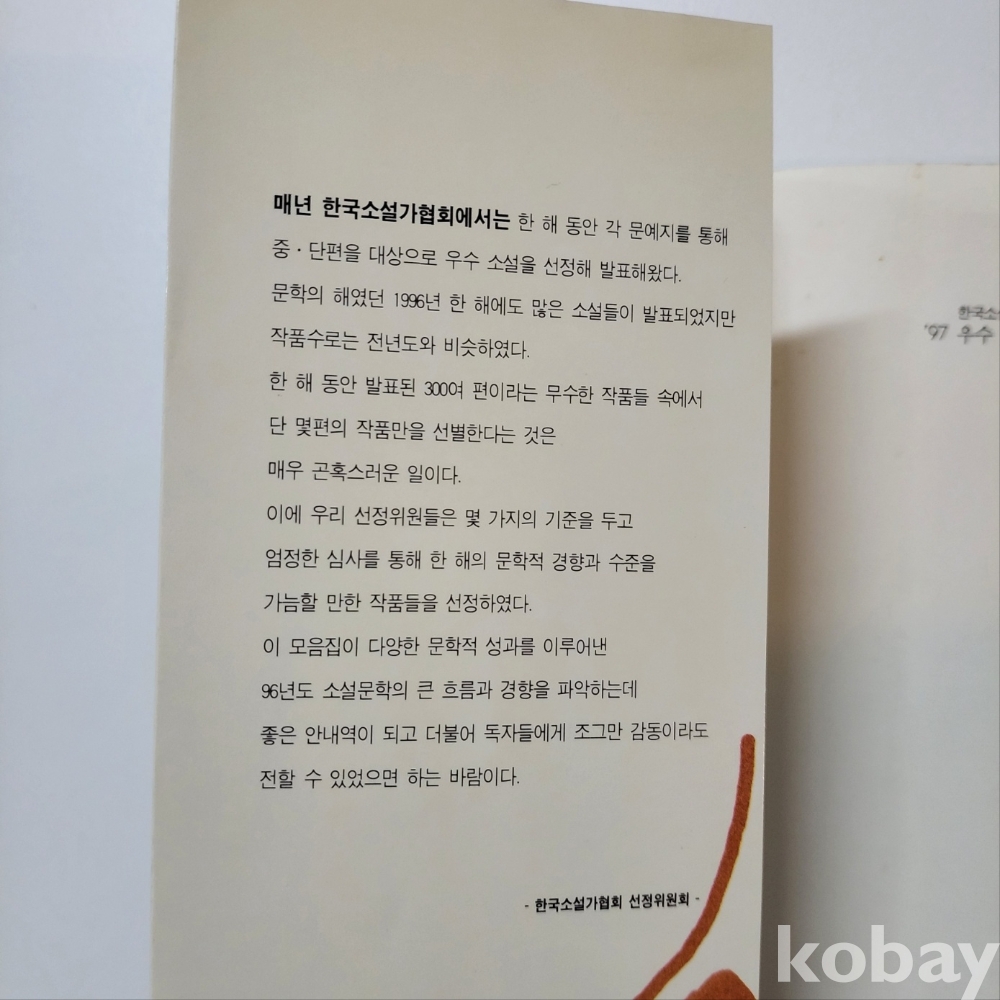 매년 한국소설가협회에서는 한 해 동안 각 문예지를 통해
중·단편을 대상으로 우수 소설을 선정해 발표해왔다.
문학의 해였던 1996년 한 해에도 많은 소설들이 발표되었지만
작품수로는 전년도와 비슷하였다.
한 해 동안 발표된 300여 편이라는 무수한 작품들 속에서
단 몇편의 작품만을 선별한다는 것은
매우 곤혹스러운 일이다.
이에 우리 선정위원들은 몇 가지의 기준을 두고
엄정한 심사를 통해 한 해의 문학적 경향과 수준을
가늠할 만한 작품들을 선정하였다.
이 모음집이 다양한 문학적 성과를 이루어낸
96년도 소설문학의 큰 흐름과 경향을 파악하는데
좋은 안내역이 되고 더불어 독자들에게 조그만 감동이라도
전할 수 있었으면 하는 바람이다.
- 한국소설가협회 선정위원회 -
한국소
'97 우수
kobay